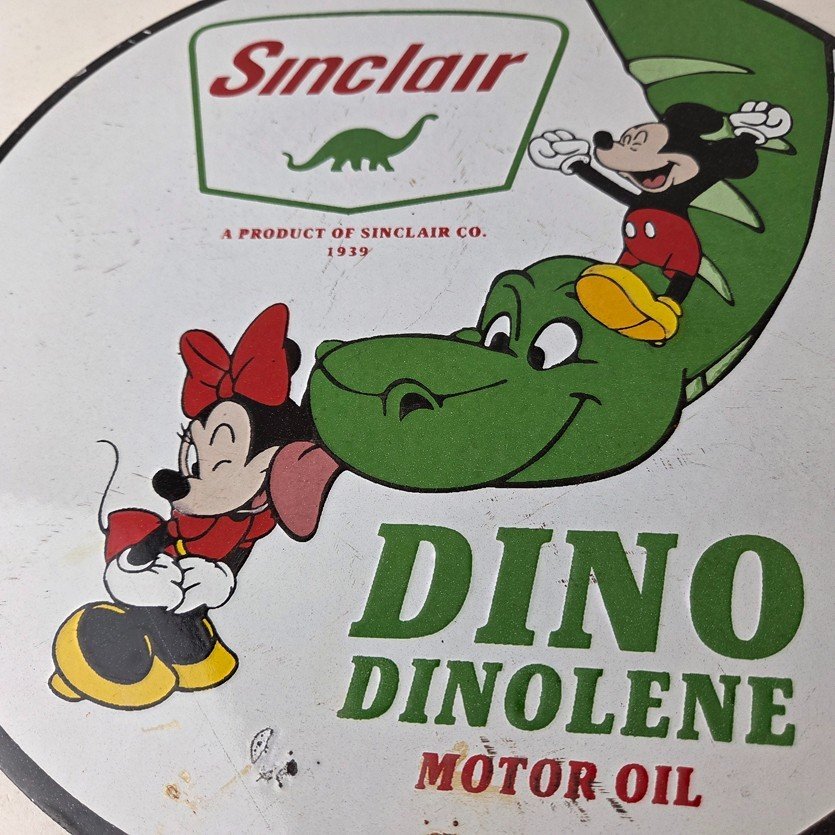 Sinclair
A PRODUCT OF SINCLAIR CO.
1939
DINO
DINOLENE
MOTOR OIL